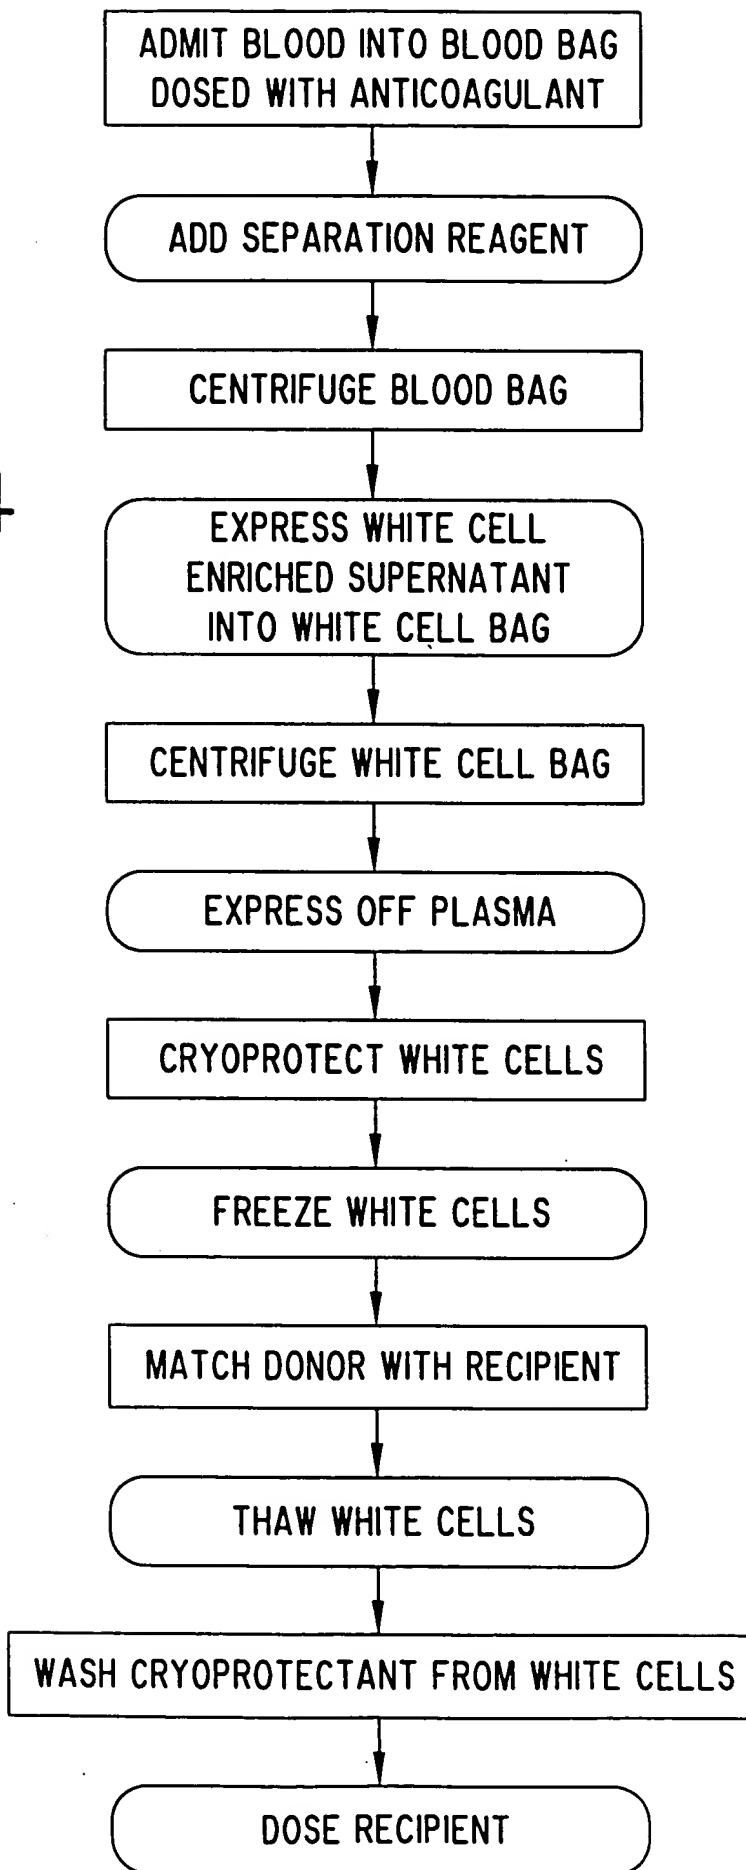 ADMIT BLOOD INTO BLOOD BAG
DOSED WITH ANTICOAGULANT
ADD SEPARATION REAGENT
CENTRIFUGE BLOOD BAG
EXPRESS WHITE CELL
ENRICHED SUPERNATANT
INTO WHITE CELL BAG
CENTRIFUGE WHITE CELL BAG
EXPRESS OFF PLASMA
CRYOPROTECT WHITE CELLS
FREEZE WHITE CELLS
MATCH DONOR WITH RECIPIENT
THAW WHITE CELLS
WASH CRYOPROTECTANT FROM WHITE CELLS
DOSE RECIPIENT